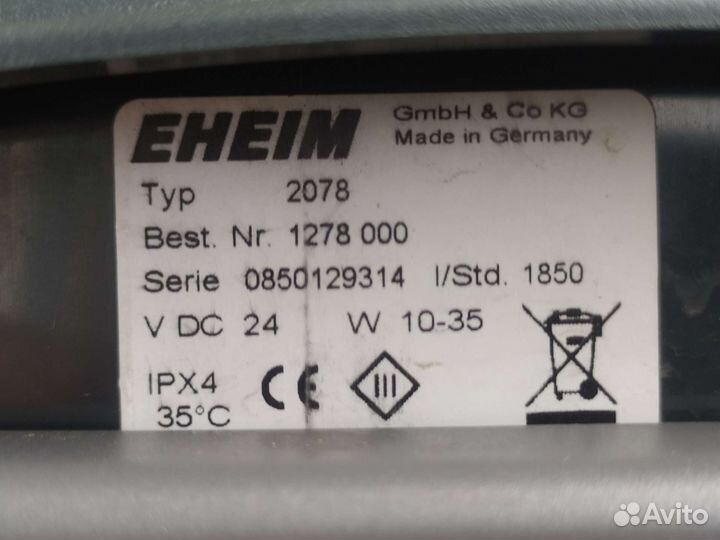 EHEIM GmbH & Co KG
Made in Germany
Typ 2078
Best. Nr. 1278 000
Serie 0850129314 l/Std. 1850
V DC 24 W 10-35
IPX4 CE III
35°C
Avito